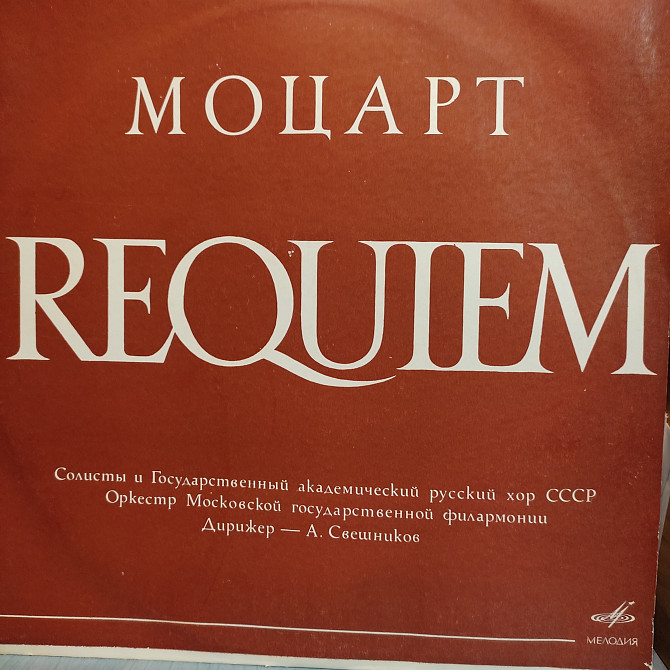 МОЦАРТ
REQUIEM
Солисты и Государственный академический русский хор СССР
Оркестр Московской государственной филармонии
Дирижер — А. Свешников
МЕЛОДИЯ